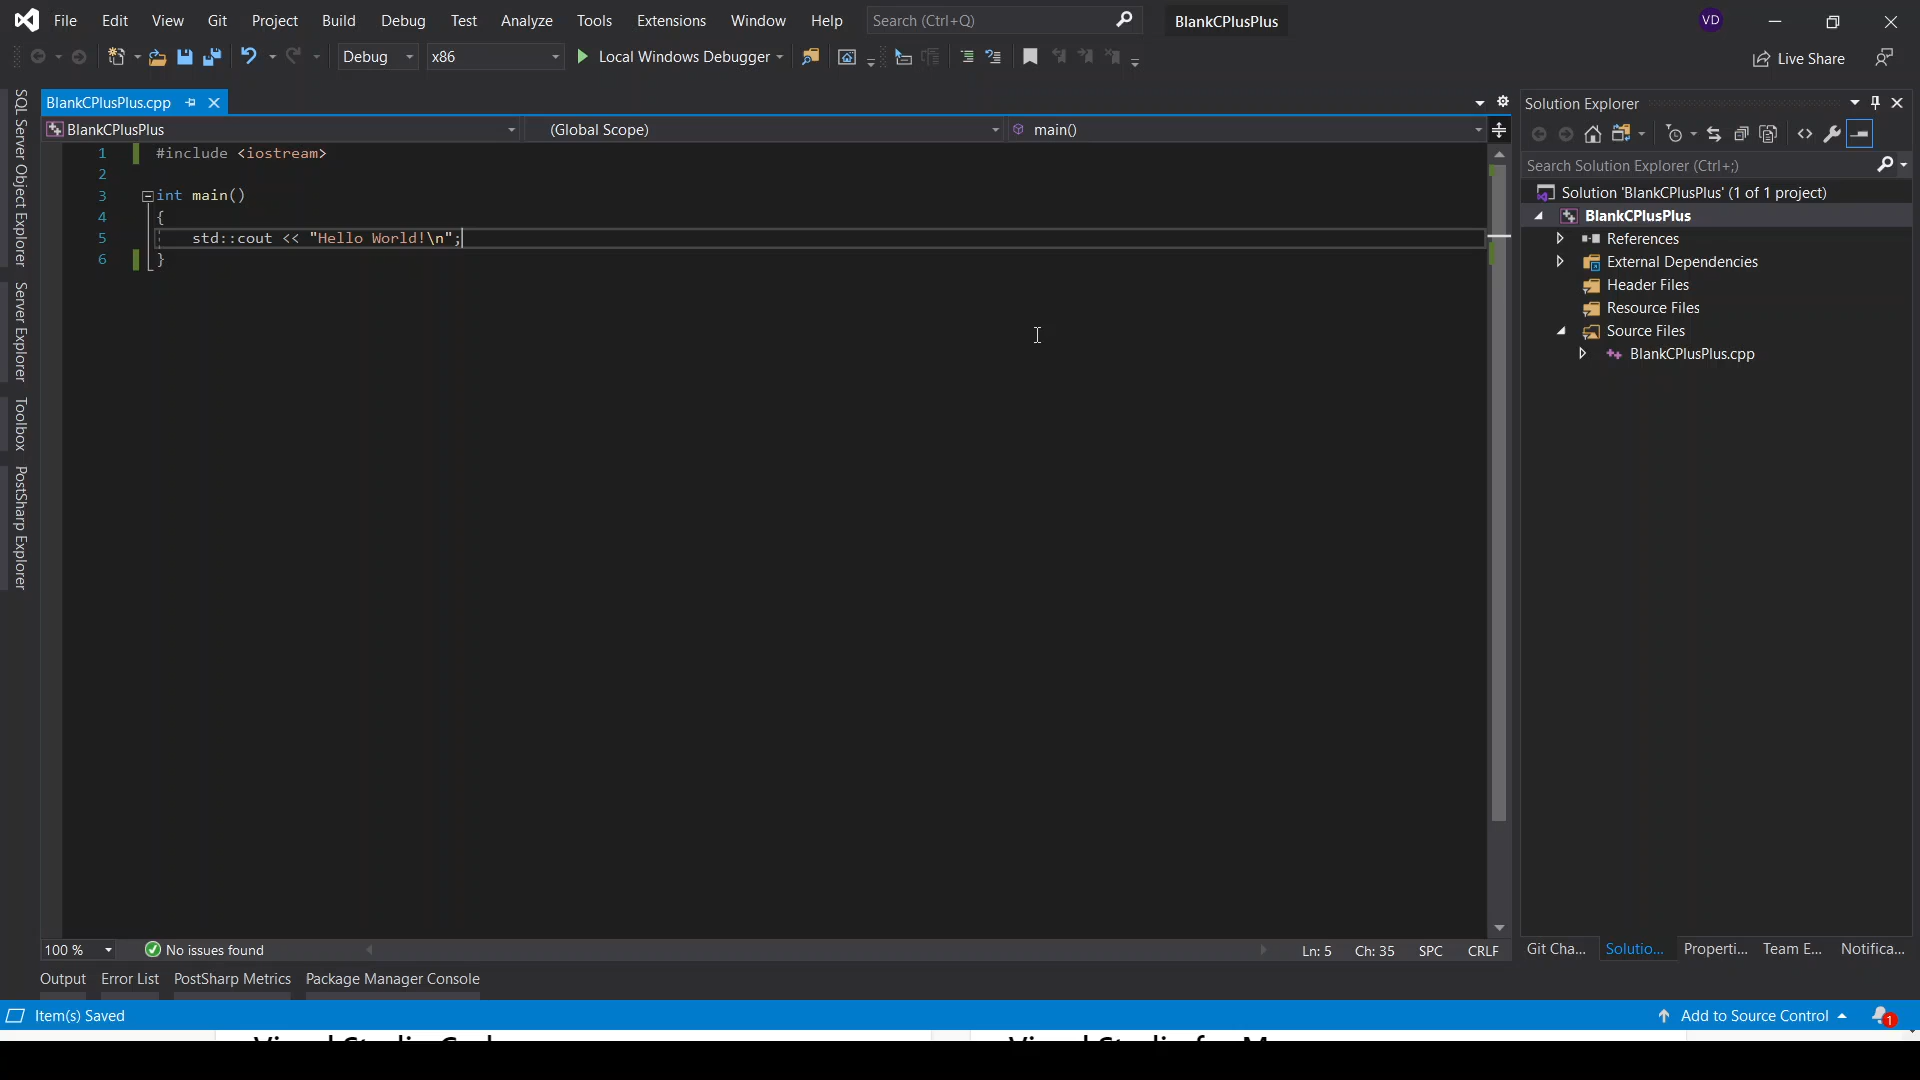 File Edit View Git Project Build Debug Test Analyze Tools Extensions Window Help Search (Ctrl+Q) BlankCPlusPlus VD
Debug x86 Local Windows Debugger Live Share
BlankCPlusPlus.cpp
BlankCPlusPlus (Global Scope) main()
1 #include <iostream>
2
3 int main()
4 {
5 std::cout << "Hello World!\n";
6 }
SQL Server Object Explorer
Server Explorer
Toolbox
PostSharp Explorer
Solution Explorer
Search Solution Explorer (Ctrl+;)
Solution 'BlankCPlusPlus' (1 of 1 project)
BlankCPlusPlus
References
External Dependencies
Header Files
Resource Files
Source Files
BlankCPlusPlus.cpp
100 % No issues found Ln: 5 Ch: 35 SPC CRLF
Git Cha... Solutio... Properti... Team E... Notifica...
Output Error List PostSharp Metrics Package Manager Console
Item(s) Saved Add to Source Control 1